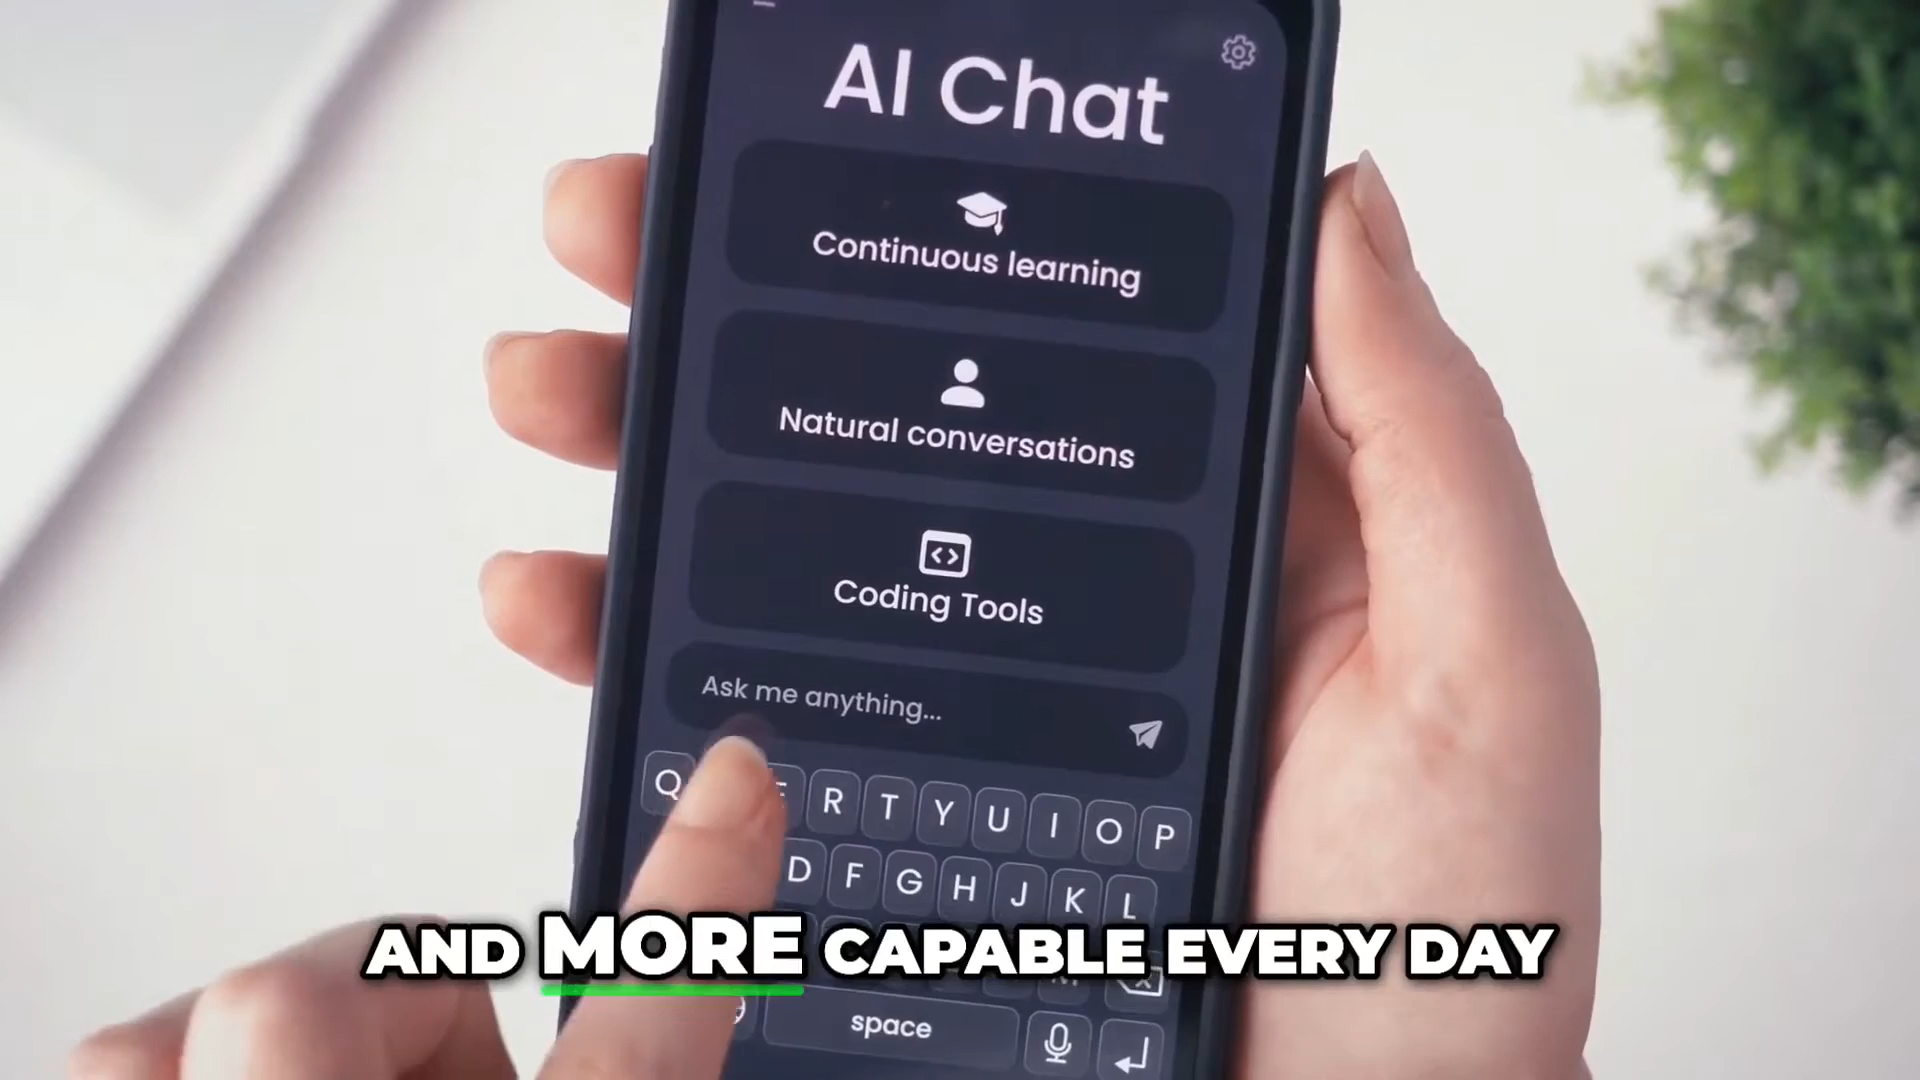 AI Chat
Continuous learning
Natural conversations
Coding Tools
Ask me anything...
Q R T Y U I O P
D F G H J K L
AND MORE CAPABLE EVERY DAY
space